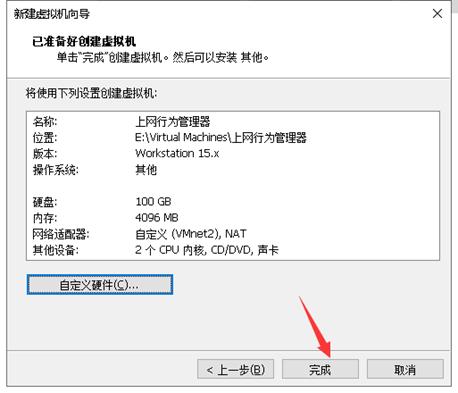 新建虚拟机向导
已准备好创建虚拟机
单击“完成”创建虚拟机。然后可以安装 其他。
将使用下列设置创建虚拟机:
名称: 上网行为管理器
位置: E:\Virtual Machines\上网行为管理器
版本: Workstation 15.x
操作系统: 其他
硬盘: 100 GB
内存: 4096 MB
网络适配器: 自定义 (VMnet2), NAT
其他设备: 2 个 CPU 内核, CD/DVD, 声卡
自定义硬件(C)...
< 上一步(B) 完成 取消